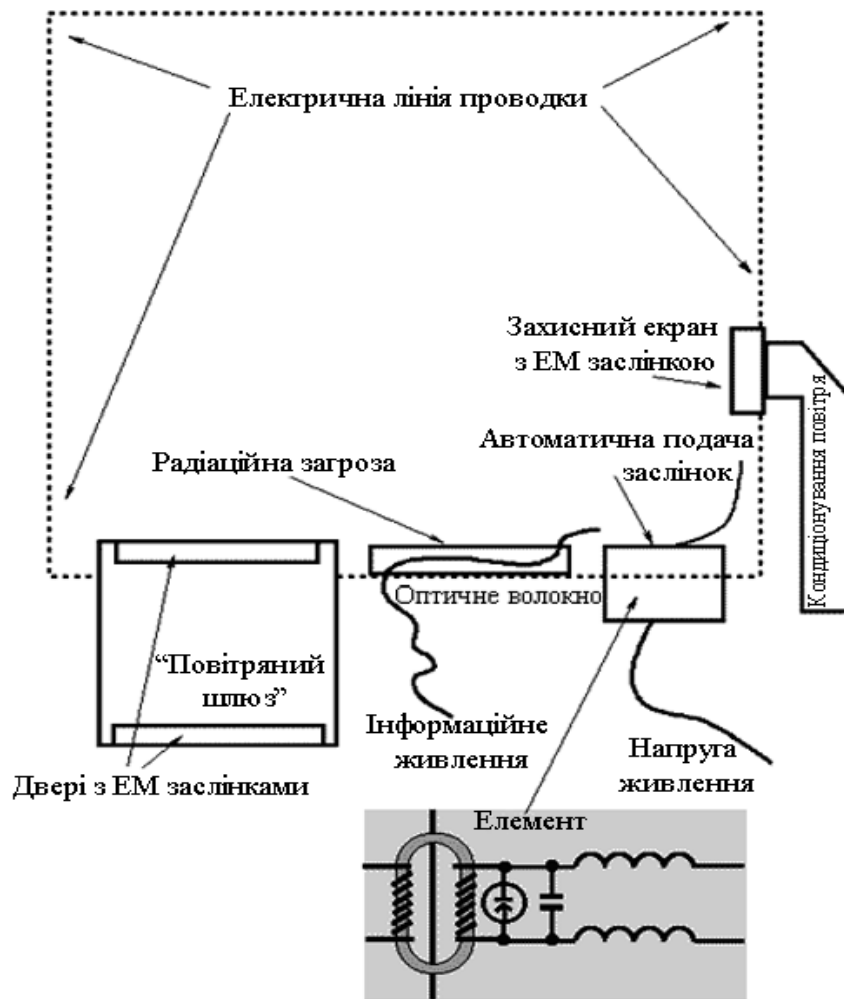 Електрична лінія проводки
Захисний екран
з ЕМ заслінкою
Кондиціонування повітря
Автоматична подача
заслінок
Радіаційна загроза
Оптичне волокно
“Повітряний
шлюз”
Інформаційне
живлення
Напруга
живлення
Двері з ЕМ заслінками
Елемент